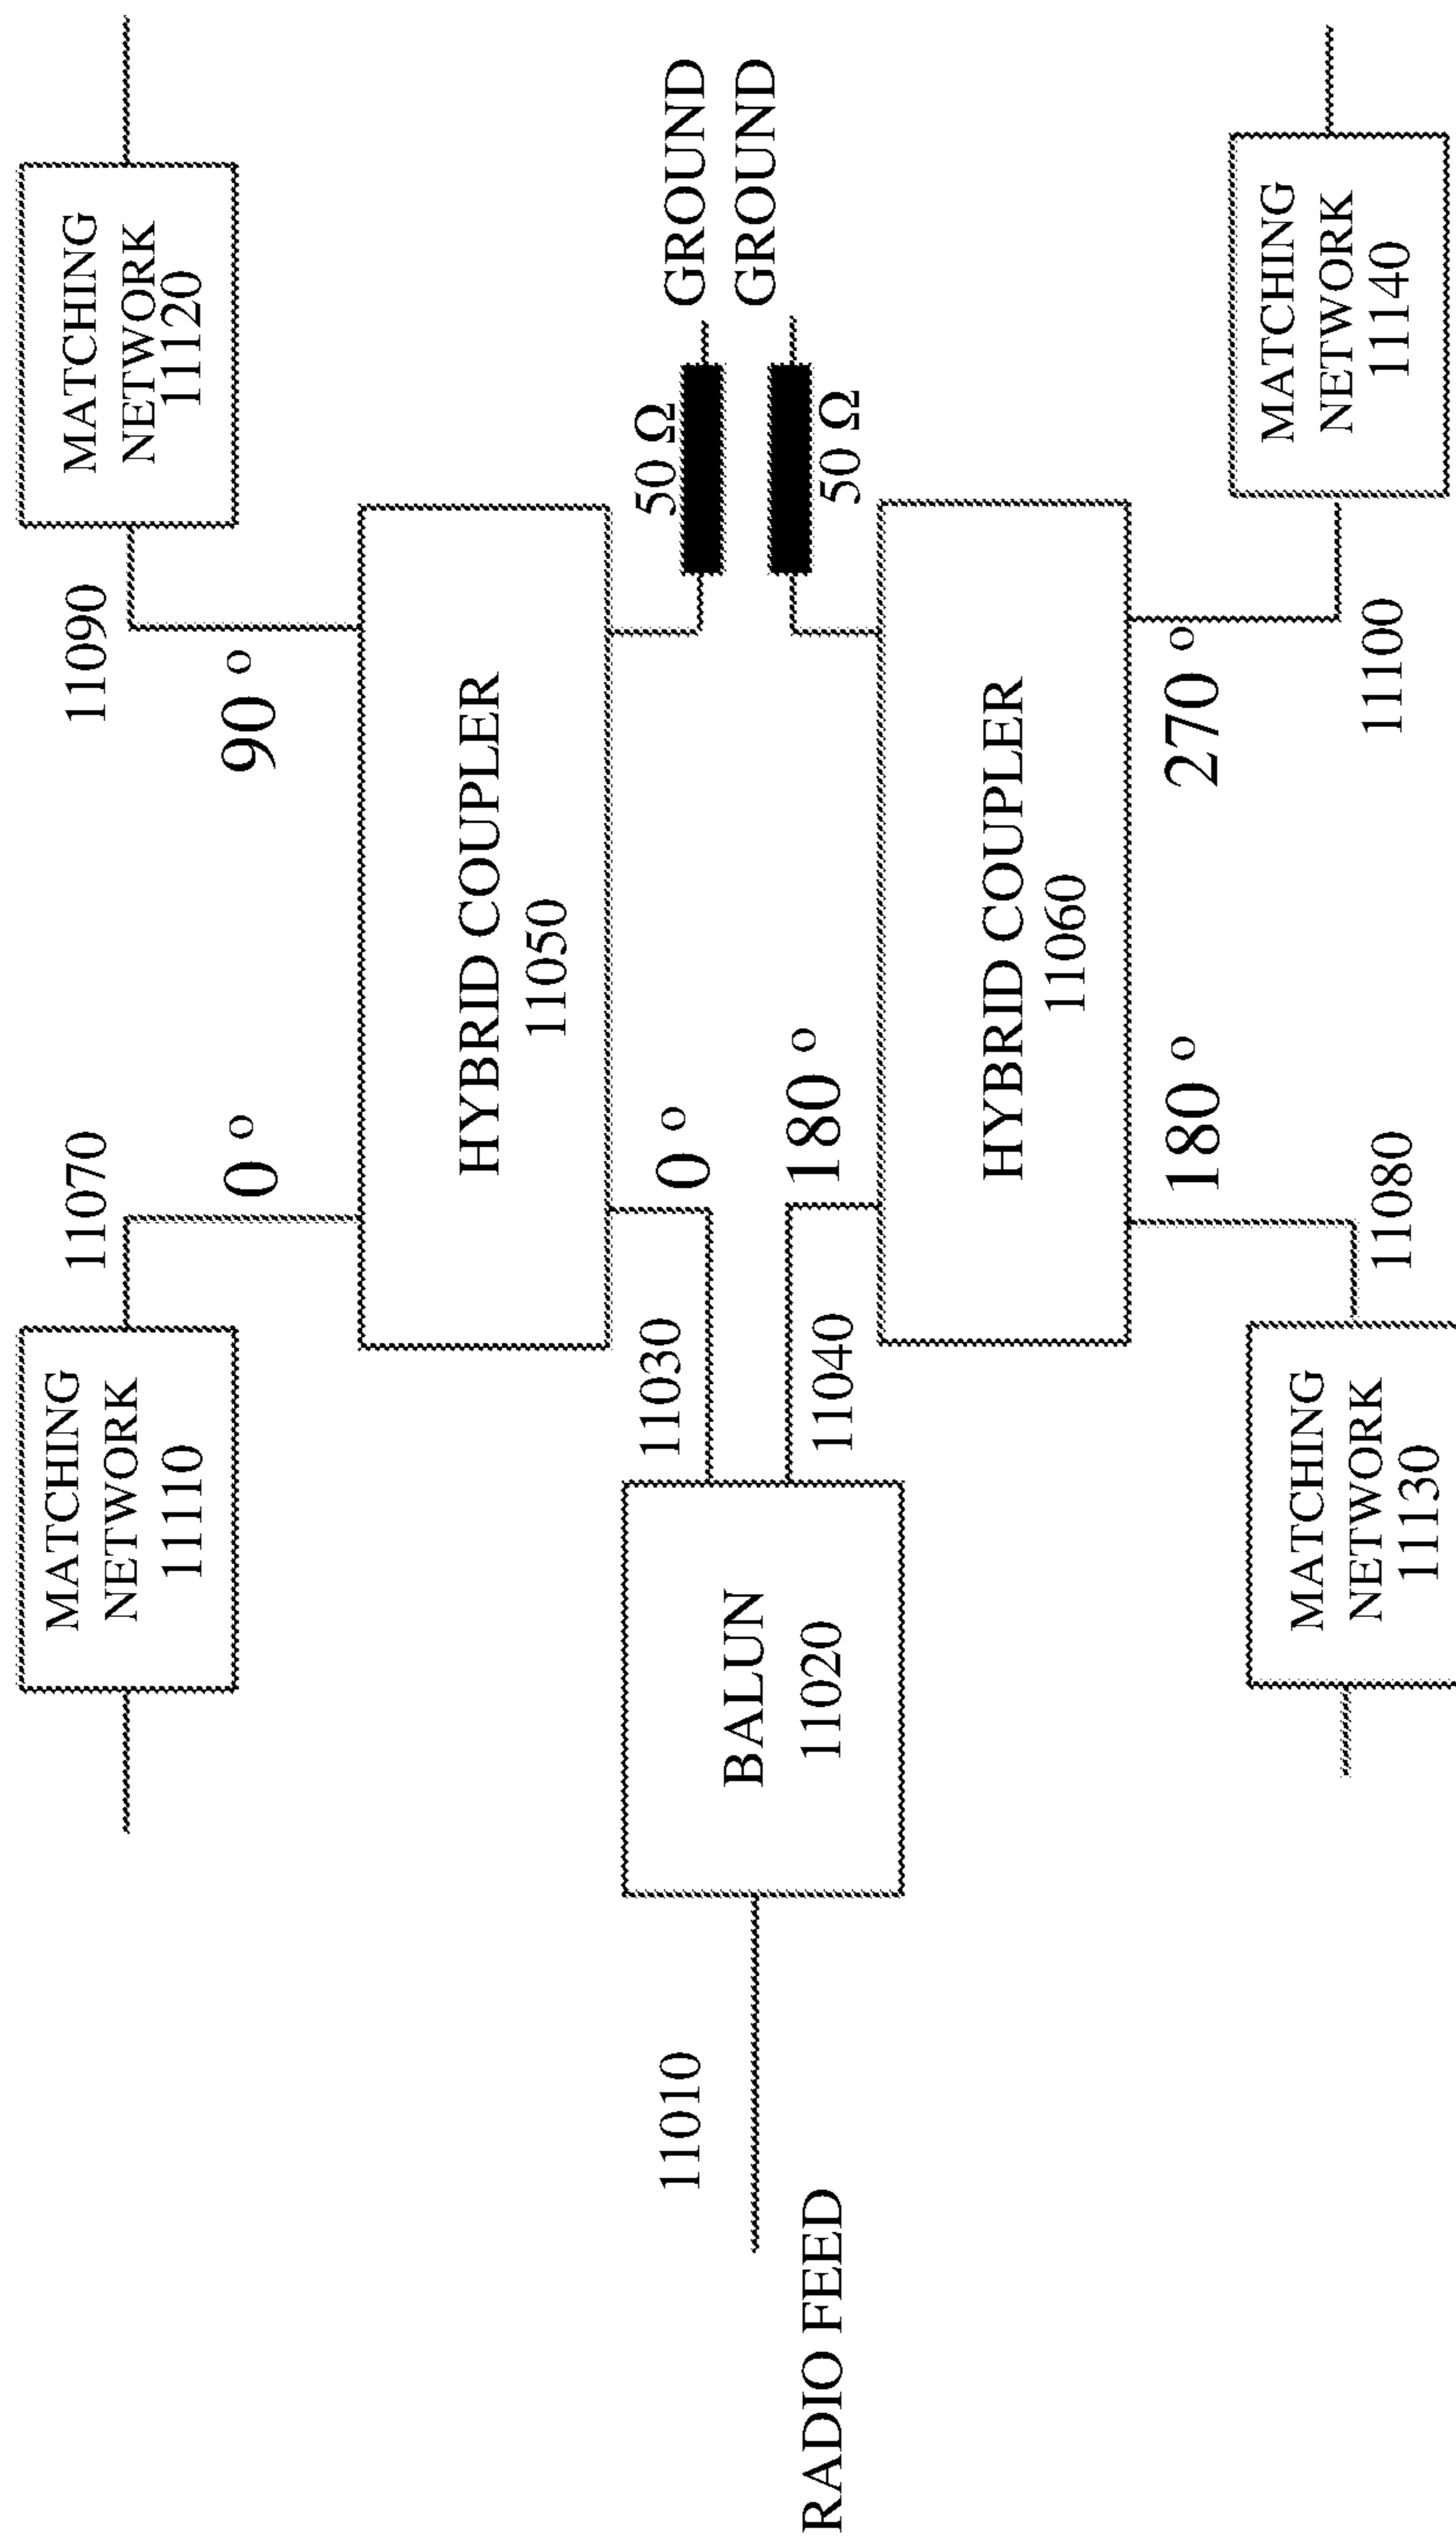 MATCHING
NETWORK
11110
11070
0 °
11090
90 °
MATCHING
NETWORK
11120
HYBRID COUPLER
11050
11030
0 °
50 Ω
GROUND
RADIO FEED
11010
BALUN
11020
11040
180 °
50 Ω
GROUND
HYBRID COUPLER
11060
180 °
11080
270 °
11100
MATCHING
NETWORK
11130
MATCHING
NETWORK
11140